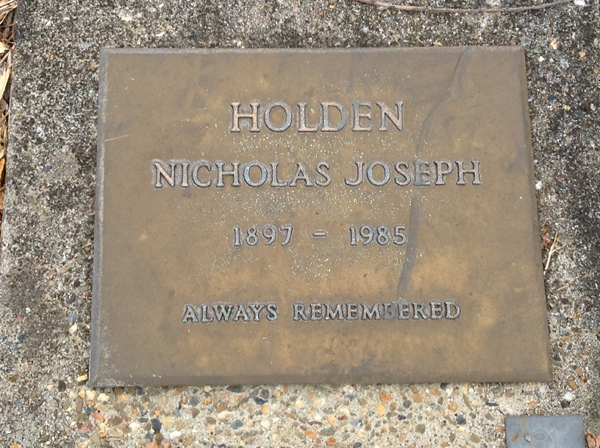 HOLDEN
NICHOLAS JOSEPH
1897 - 1985
ALWAYS REMEMBERED